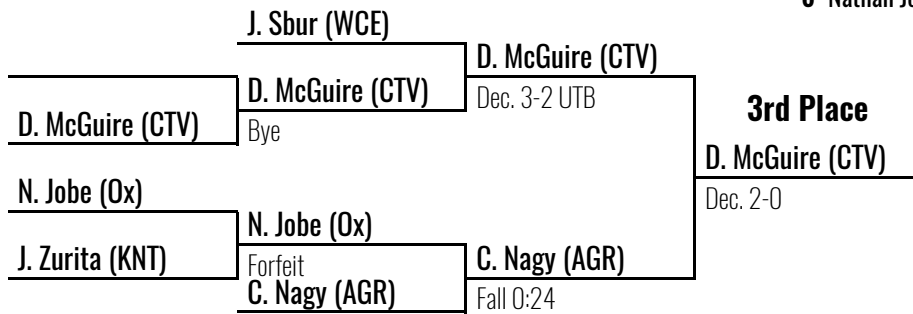 Nathan
J. Sbur (WCE)
D. McGuire (CTV)
D. McGuire (CTV)
Dec. 3-2 UTB
3rd Place
D. McGuire (CTV)
Bye
D. McGuire (CTV)
N. Jobe (Ox)
Dec. 2-0
N. Jobe (Ox)
J. Zurita (KNT)
Forfeit
C. Nagy (AGR)
C. Nagy (AGR)
Fall 0:24